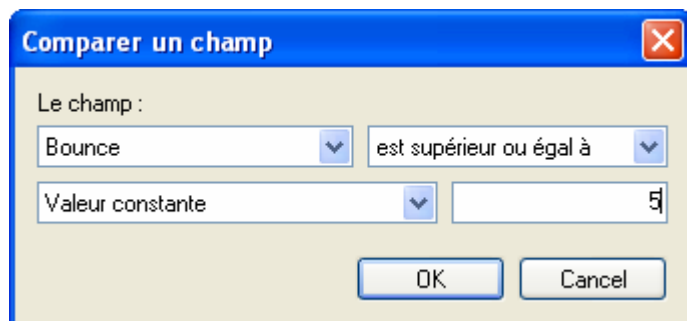 Comparer un champ
Le champ :
Bounce est supérieur ou égal à
Valeur constante 5
OK Cancel